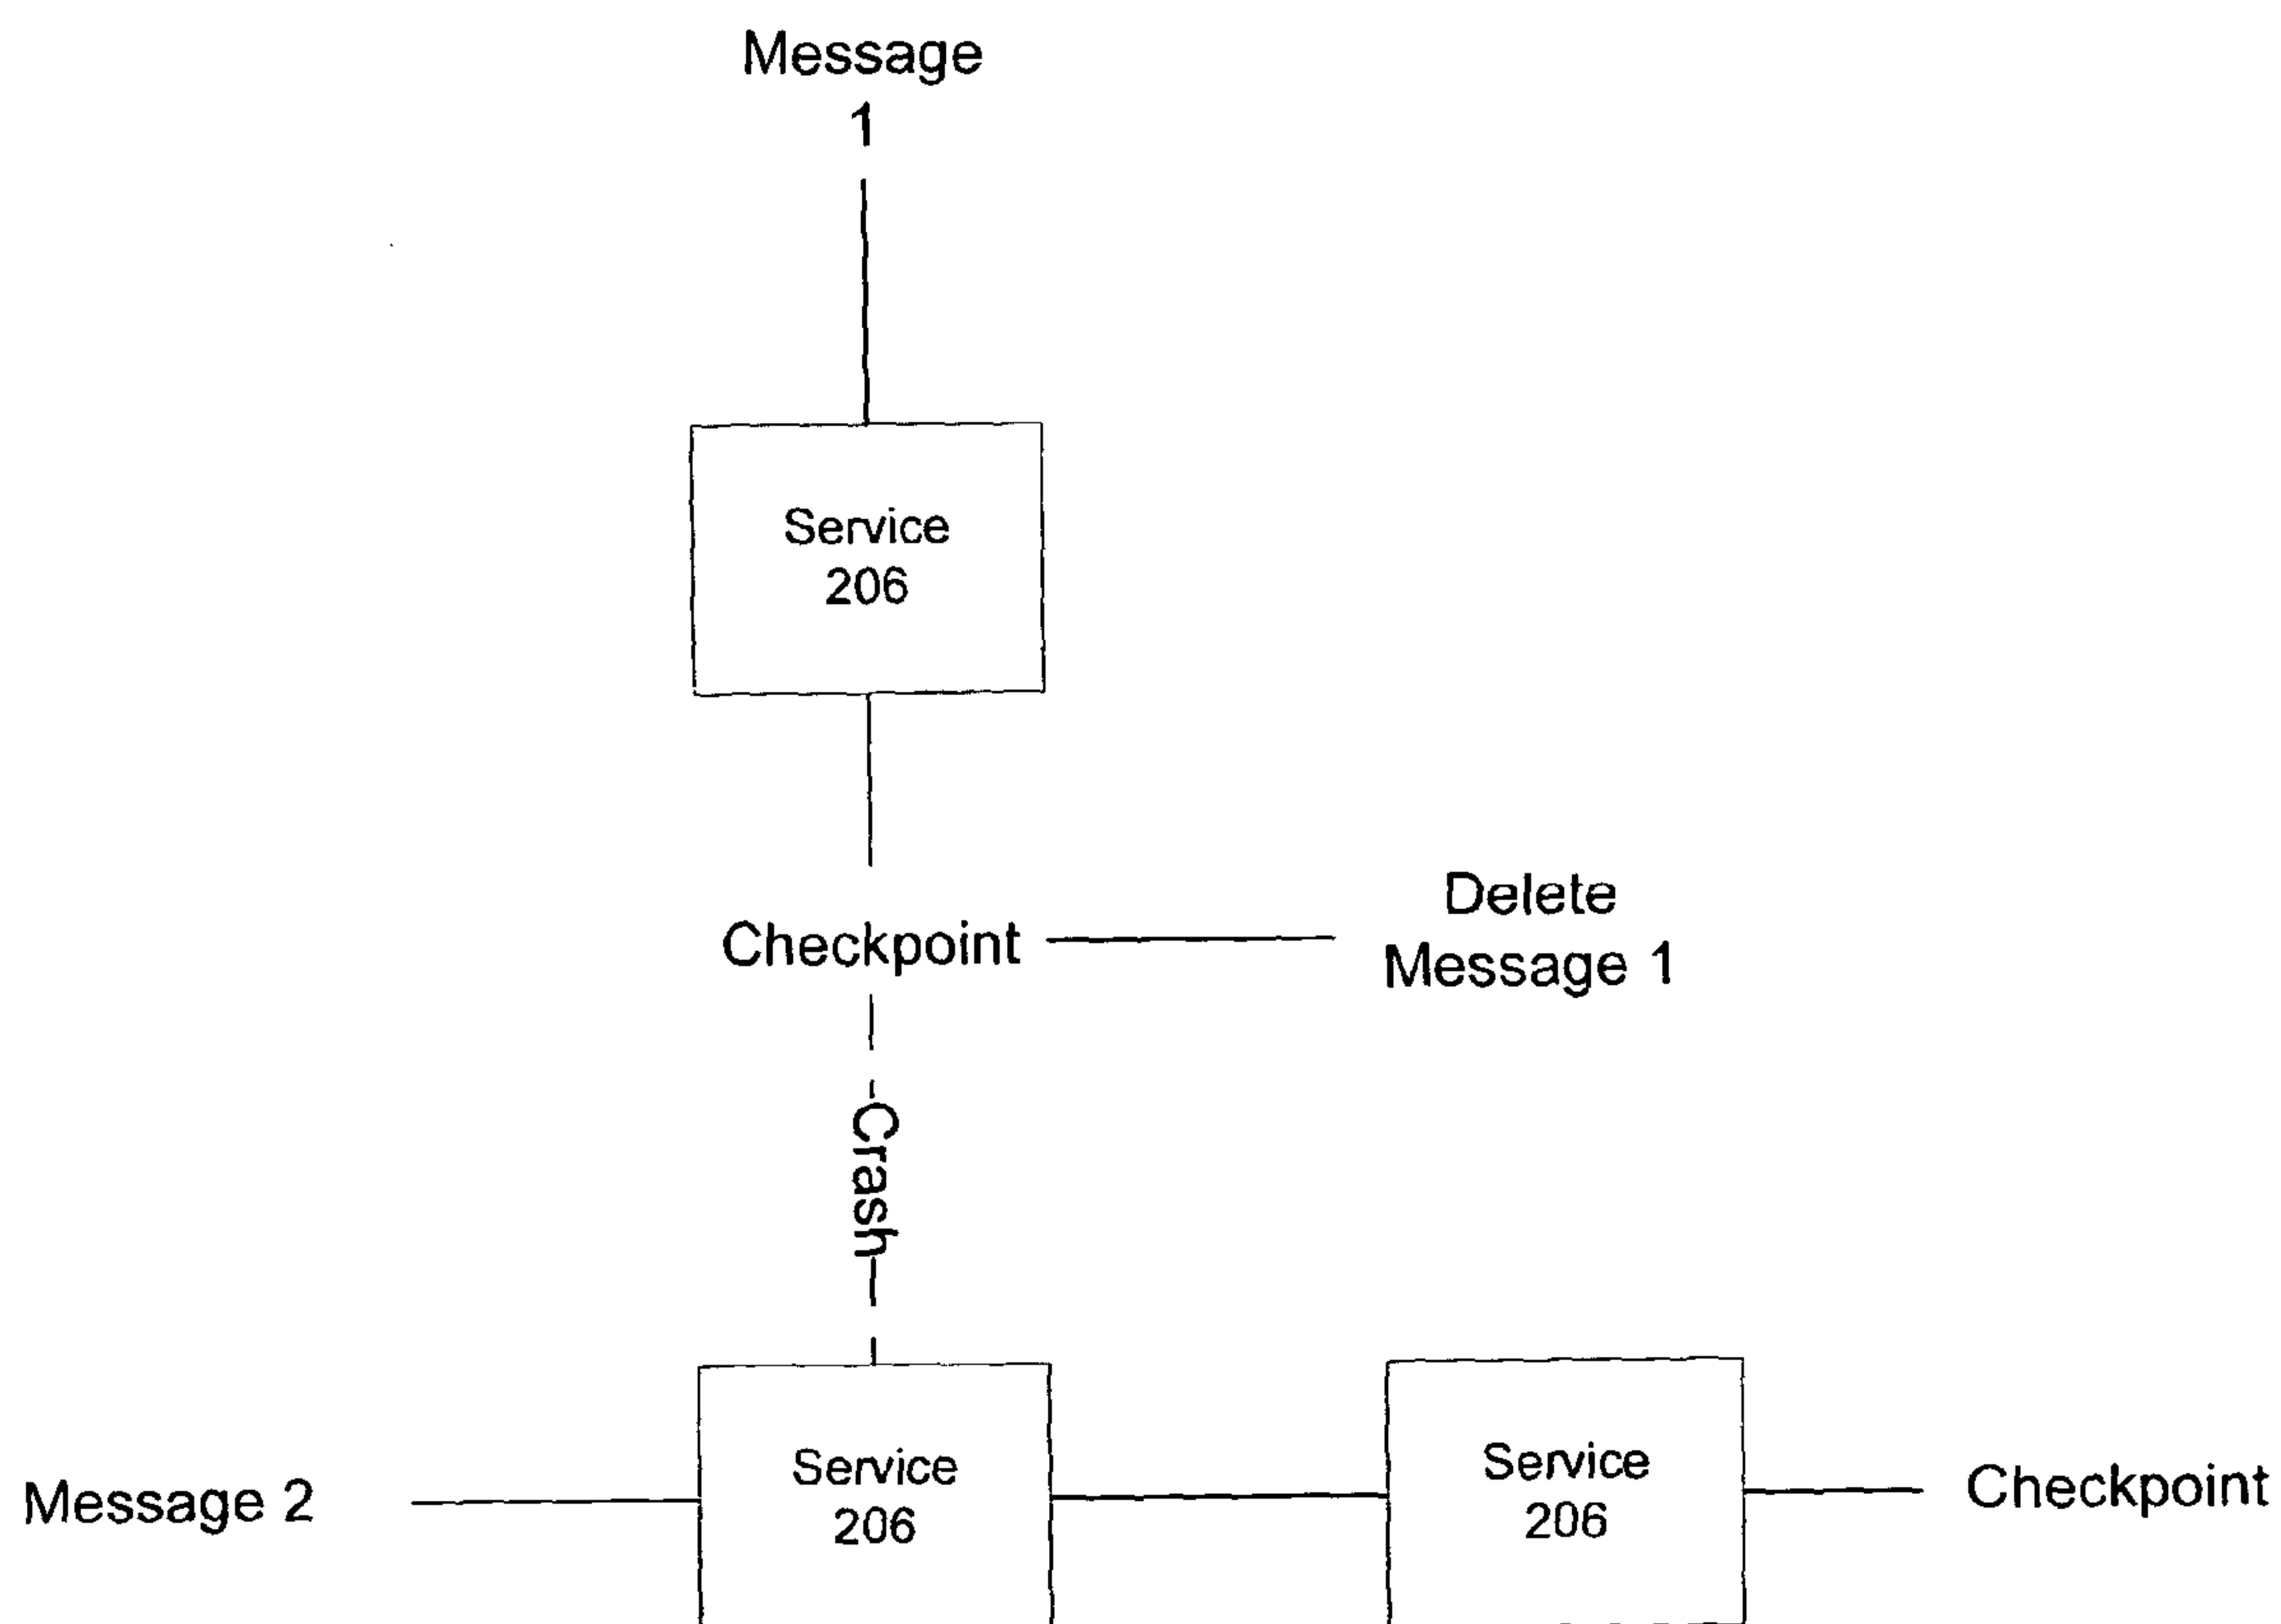 Message
1
Service
206
Checkpoint
Delete
Message 1
Crash
Message 2
Service
206
Service
206
Checkpoint